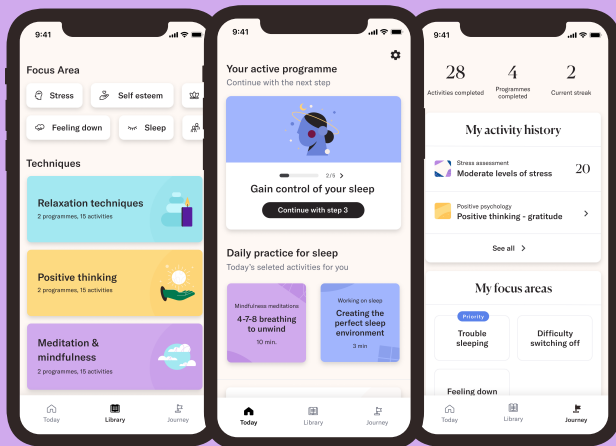 9:41
Focus Area
Stress
Self esteem
Feeling down
Sleep
Techniques
Relaxation techniques
2 programmes, 15 activities
Positive thinking
2 programmes, 15 activities
Meditation &
mindfulness
2 programmes, 15 activities
Today
Library
Journey
9:41
Your active programme
Continue with the next step
2/5
Gain control of your sleep
Continue with step 3
Daily practice for sleep
Today's seleted activities for you
Mindfulness meditations
4-7-8 breathing
to unwind
10 min.
Working on sleep
Creating the
perfect sleep
environment
3 min
Today
Library
Journey
9:41
28
Activities completed
4
Programmes
completed
2
Current streek
My activity history
Stress assessment
Moderate levels of stress
20
Positive psychology
Positive thinking - gratitude
See all
My focus areas
Priority
Trouble
sleeping
Difficulty
switching off
Feeling down
Today
Library
Journey